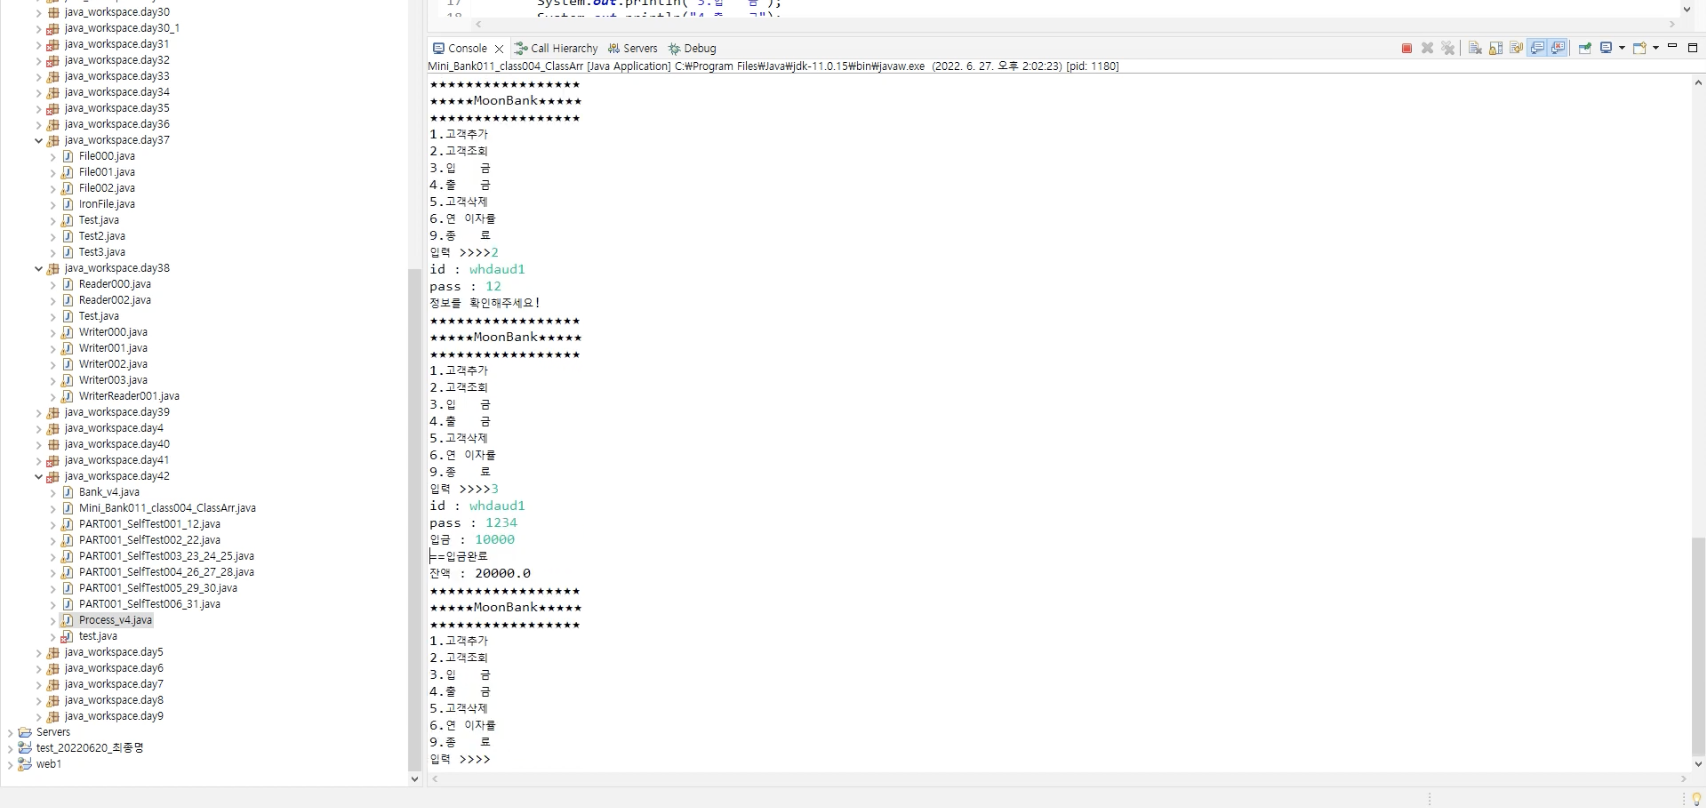 java_workspace.day30
java_workspace.day30_1
java_workspace.day31
java_workspace.day32
java_workspace.day33
java_workspace.day34
java_workspace.day35
java_workspace.day36
java_workspace.day37
File000.java
File001.java
File002.java
IronFile.java
Test.java
Test2.java
Test3.java
java_workspace.day38
Reader000.java
Reader002.java
Test.java
Writer000.java
Writer001.java
Writer002.java
Writer003.java
WriterReader001.java
java_workspace.day39
java_workspace.day4
java_workspace.day40
java_workspace.day41
java_workspace.day42
Bank_v4.java
Mini_Bank011_class004_ClassArr.java
PART001_SelfTest001_12.java
PART001_SelfTest002_22.java
PART001_SelfTest003_23_24_25.java
PART001_SelfTest004_26_27_28.java
PART001_SelfTest005_29_30.java
PART001_SelfTest006_31.java
Process_v4.java
test.java
java_workspace.day5
java_workspace.day6
java_workspace.day7
java_workspace.day8
java_workspace.day9
Servers
test_20220620_최종명
web1
17 System.out.println("3.입   금");
18 System.out.println("4.출   금");
Console Call Hierarchy Servers Debug
Mini_Bank011_class004_ClassArr [Java Application] C:₩Program Files₩Java₩jdk-11.0.15₩bin₩javaw.exe (2022. 6. 27. 오후 2:02:23) [pid: 1180]
★★★★★★★★★★★★★★★★★
★★★★★MoonBank★★★★★
★★★★★★★★★★★★★★★★★
1.고객추가
2.고객조회
3.입   금
4.출   금
5.고객삭제
6.연 이자률
9.종   료
입력 >>>>2
id : whdaud1
pass : 12
정보를 확인해주세요!
★★★★★★★★★★★★★★★★★
★★★★★MoonBank★★★★★
★★★★★★★★★★★★★★★★★
1.고객추가
2.고객조회
3.입   금
4.출   금
5.고객삭제
6.연 이자률
9.종   료
입력 >>>>3
id : whdaud1
pass : 1234
입금 : 10000
==입금완료
잔액 : 20000.0
★★★★★★★★★★★★★★★★★
★★★★★MoonBank★★★★★
★★★★★★★★★★★★★★★★★
1.고객추가
2.고객조회
3.입   금
4.출   금
5.고객삭제
6.연 이자률
9.종   료
입력 >>>>